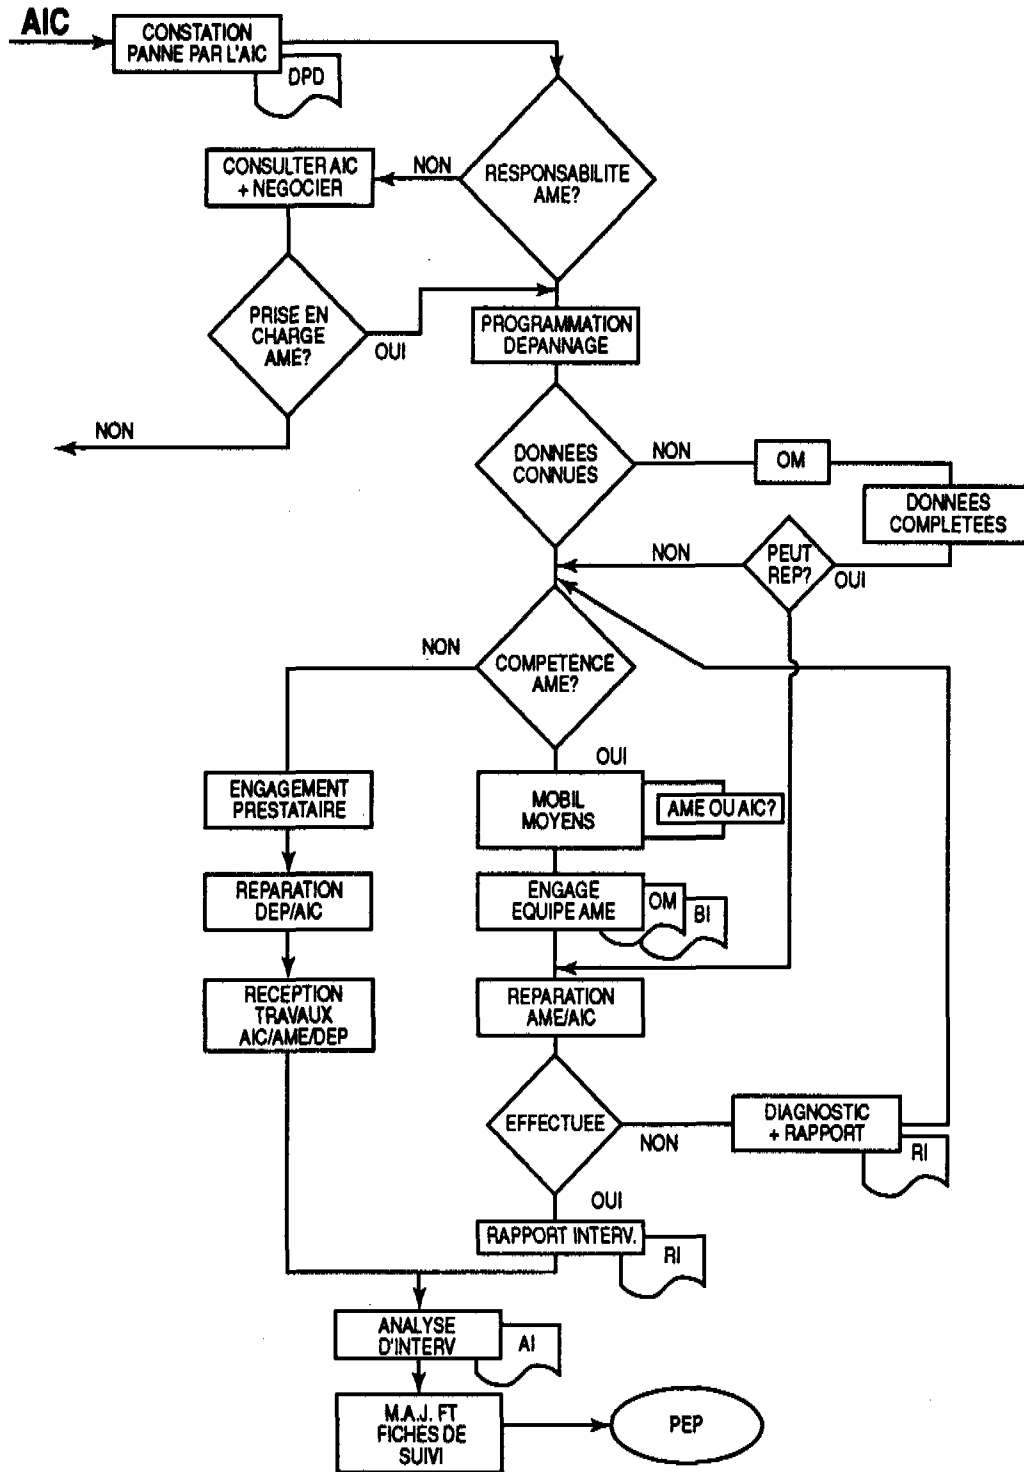 AIC
CONSTATION
PANNE PAR L'AIC
DPD
RESPONSABILITE
AME?
NON
CONSULTER AIC
+ NEGOCIER
PRISE EN
CHARGE
AME?
OUI
NON
PROGRAMMATION
DEPANNAGE
DONNEES
CONNUES
NON
OM
DONNEES
COMPLETEES
PEUT
REP?
OUI
NON
COMPETENCE
AME?
NON
OUI
ENGAGEMENT
PRESTATAIRE
MOBIL
MOYENS
AME OU AIC?
REPARATION
DEP/AIC
ENGAGE
EQUIPE AME
OM
BI
RECEPTION
TRAVAUX
AIC/AME/DEP
REPARATION
AME/AIC
EFFECTUEE
NON
DIAGNOSTIC
+ RAPPORT
RI
OUI
RAPPORT INTERV.
RI
ANALYSE
D'INTERV
AI
M.A.J. FT
FICHES DE
SUIVI
PEP